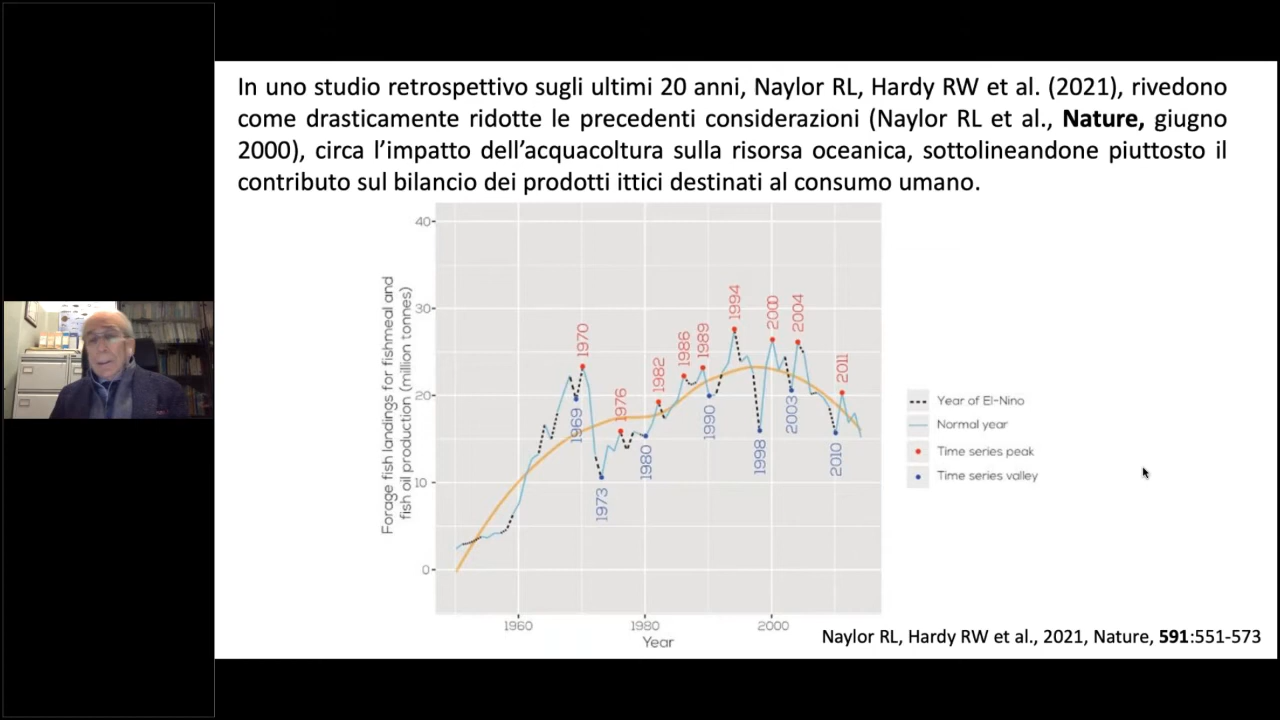 In uno studio retrospettivo sugli ultimi 20 anni, Naylor RL, Hardy RW et al. (2021), rivedono
come drasticamente ridotte le precedenti considerazioni (Naylor RL et al., Nature, giugno
2000), circa l’impatto dell’acquacoltura sulla risorsa oceanica, sottolineandone piuttosto il
contributo sul bilancio dei prodotti ittici destinati al consumo umano.
Forage fish landings for fishmeal and
fish oil production (million tonnes)
40
30
20
10
0
1969
1970
1973
1976
1980
1982
1986
1989
1990
1994
1998
2000
2003
2004
2010
2011
1960
1980
2000
Year
Year of El-Nino
Normal year
Time series peak
Time series valley
Naylor RL, Hardy RW et al., 2021, Nature, 591:551-573